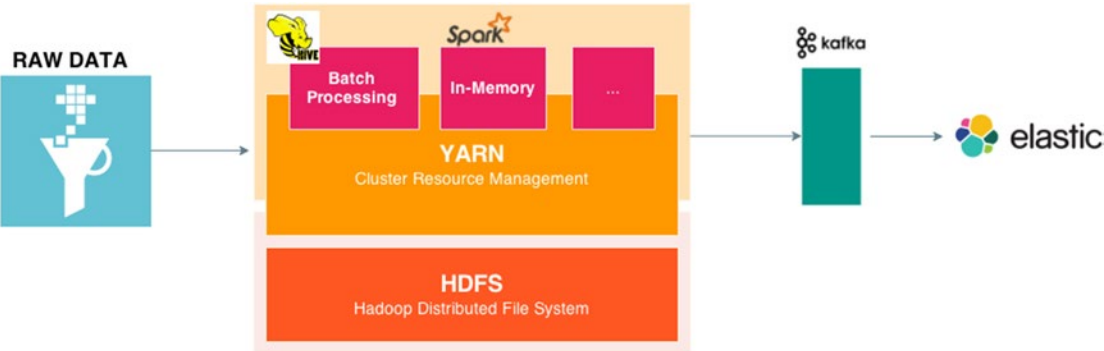 RAW DATA
HIVE
Spark
Batch
Processing
In-Memory
...
YARN
Cluster Resource Management
HDFS
Hadoop Distributed File System
kafka
elastic